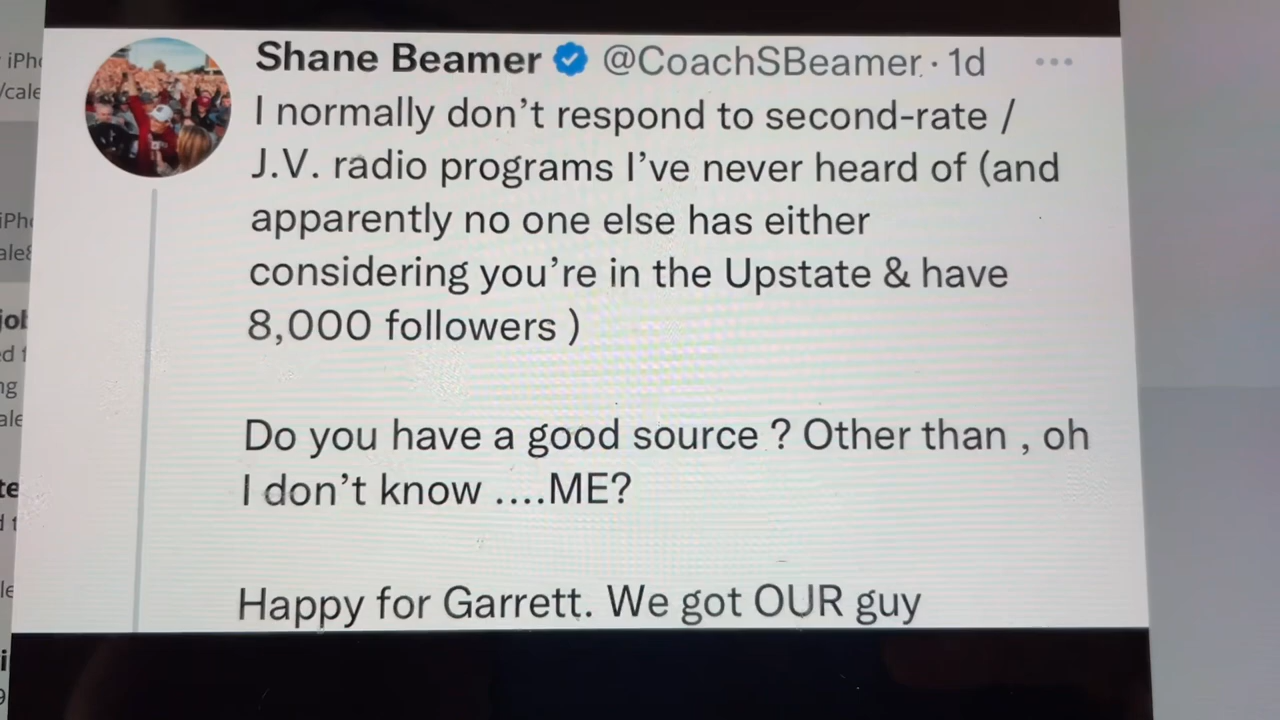 Shane Beamer @CoachSBeamer · 1d ...
I normally don't respond to second-rate /
J.V. radio programs I've never heard of (and
apparently no one else has either
considering you're in the Upstate & have
8,000 followers )
Do you have a good source ? Other than , oh
I don't know ....ME?
Happy for Garrett. We got OUR guy